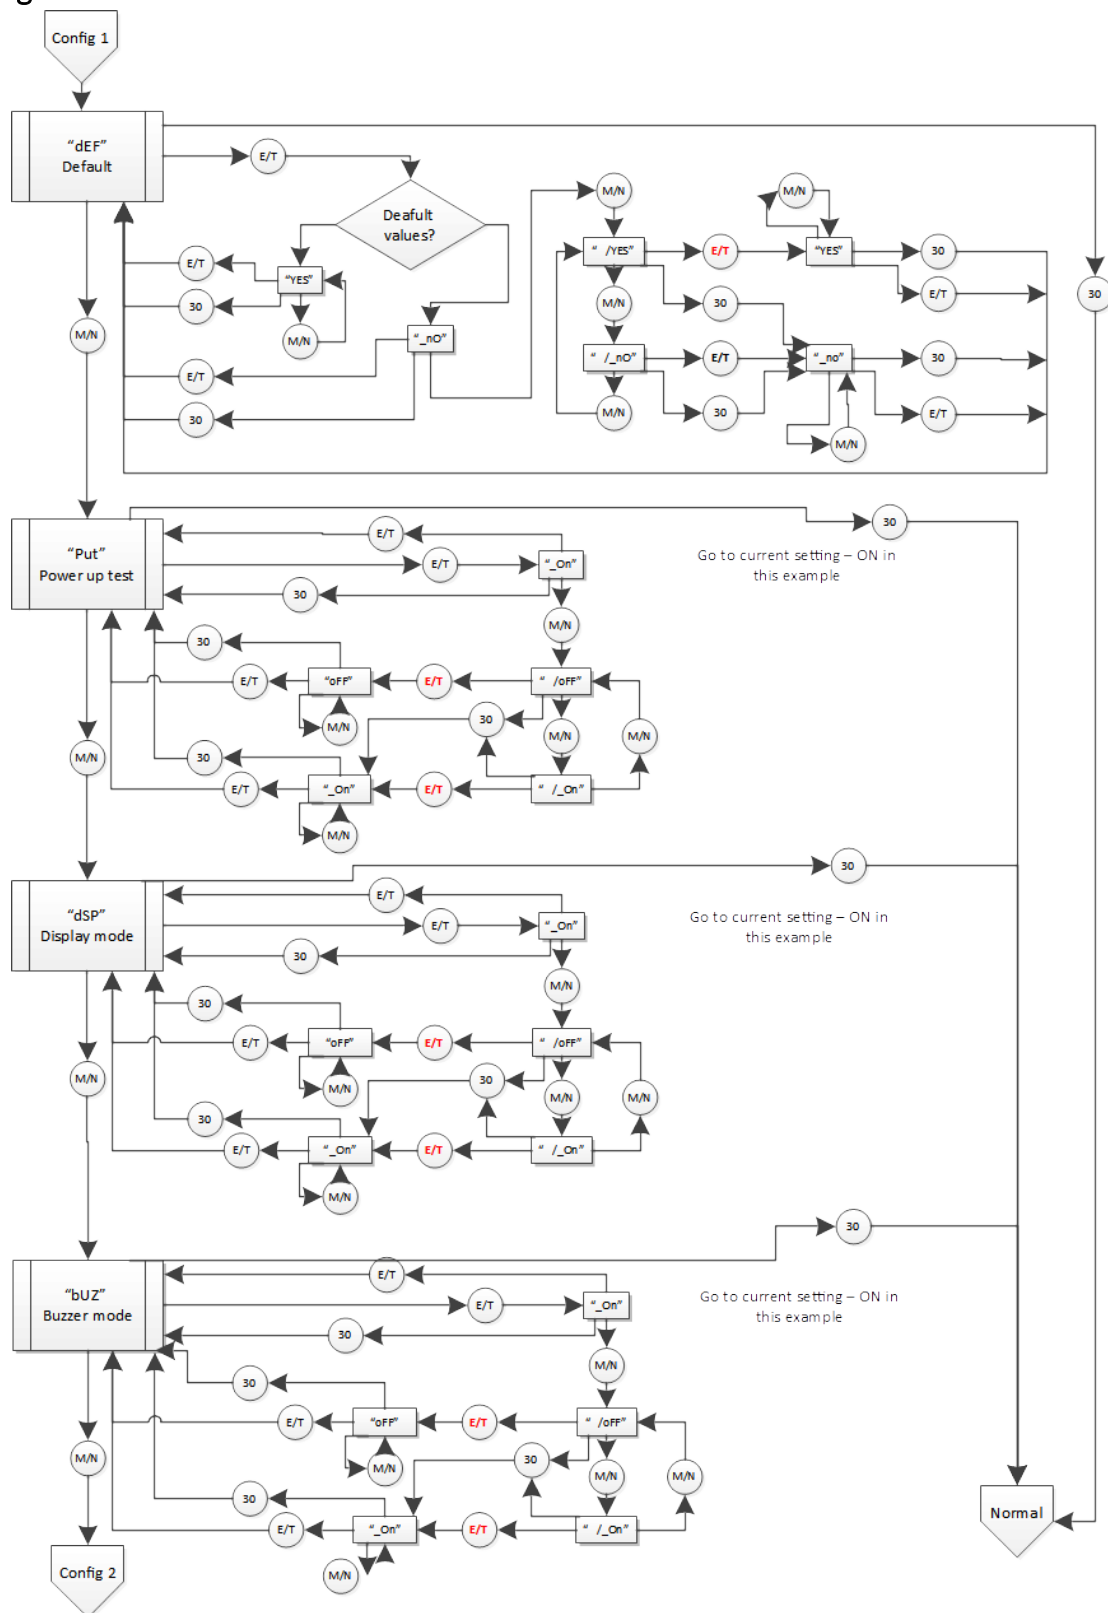 g
Config 1
“dEF”
Default
E/T
Deafult
values?
M/N
M/N
“ /YES”
E/T
“YES”
30
E/T
“YES”
E/T
30
30
M/N
30
M/N
M/N
“_nO”
“ /_nO”
E/T
“_no”
30
E/T
30
M/N
30
E/T
M/N
“Put”
Power up test
E/T
30
E/T
“_On”
Go to current setting – ON in
this example
30
M/N
30
E/T
“oFF”
E/T
“ /oFF”
M/N
30
M/N
M/N
M/N
30
E/T
“_On”
E/T
“ /_On”
M/N
“dSP”
Display mode
30
E/T
E/T
“_On”
Go to current setting – ON in
this example
30
M/N
30
E/T
“oFF”
E/T
“ /oFF”
M/N
M/N
30
M/N
M/N
30
E/T
“_On”
E/T
“ /_On”
M/N
“bUZ”
Buzzer mode
30
E/T
E/T
“_On”
Go to current setting – ON in
this example
30
M/N
30
E/T
“oFF”
E/T
“ /oFF”
M/N
M/N
30
M/N
M/N
30
E/T
“_On”
E/T
“ /_On”
M/N
Normal
Config 2